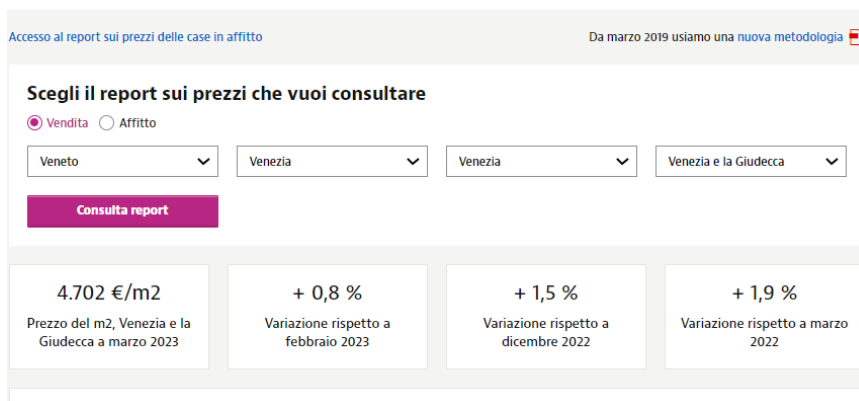 Accesso al report sui prezzi delle case in affitto
Da marzo 2019 usiamo una nuova metodologia
Scegli il report sui prezzi che vuoi consultare
Vendita Affitto
Veneto Venezia Venezia Venezia e la Giudecca
Consulta report
4.702 €/m2
Prezzo del m2, Venezia e la
Giudecca a marzo 2023
+ 0,8 %
Variazione rispetto a
febbraio 2023
+ 1,5 %
Variazione rispetto a
dicembre 2022
+ 1,9 %
Variazione rispetto a marzo
2022